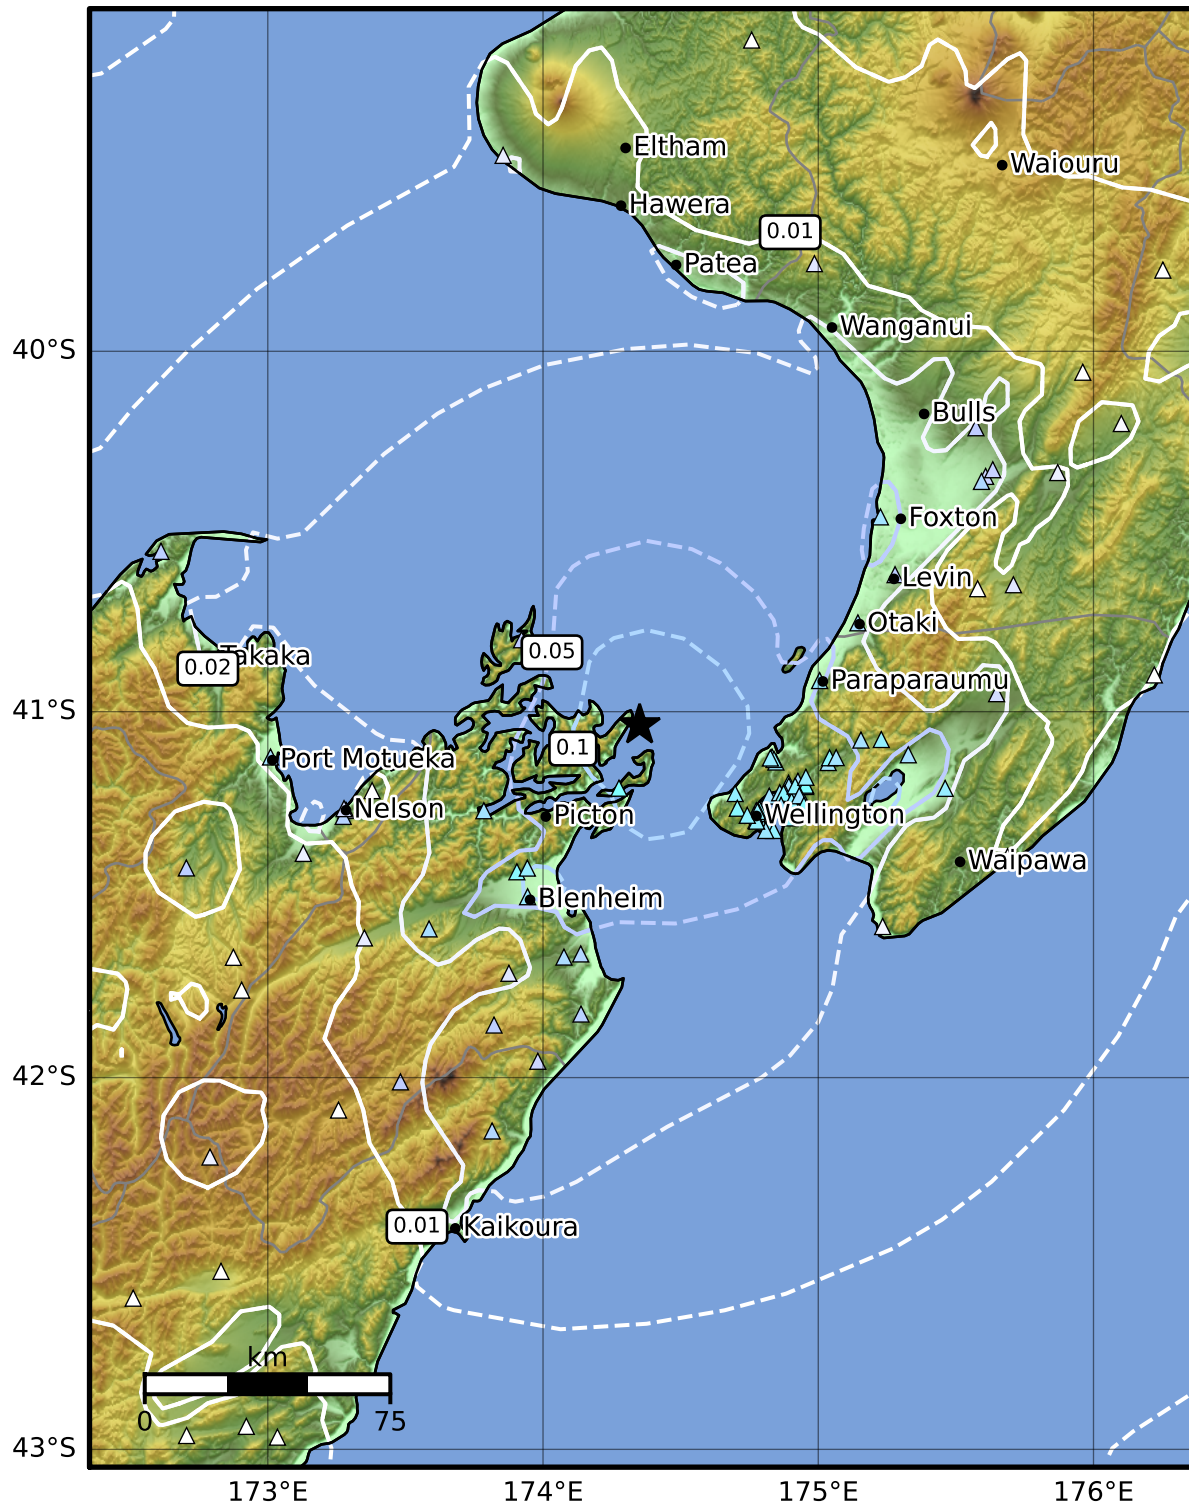 Eltham
Waiouru
Hawera
0.01
Patea
Wanganui
40°S
Bulls
Foxton
Levin
Otaki
0.05
Takaka
0.02
Paraparaumu
41°S
0.1
Port Motueka
Nelson
Picton
Wellington
Waipawa
Blenheim
42°S
0.01
Kaikoura
km
0
75
43°S
173°E
174°E
175°E
176°E